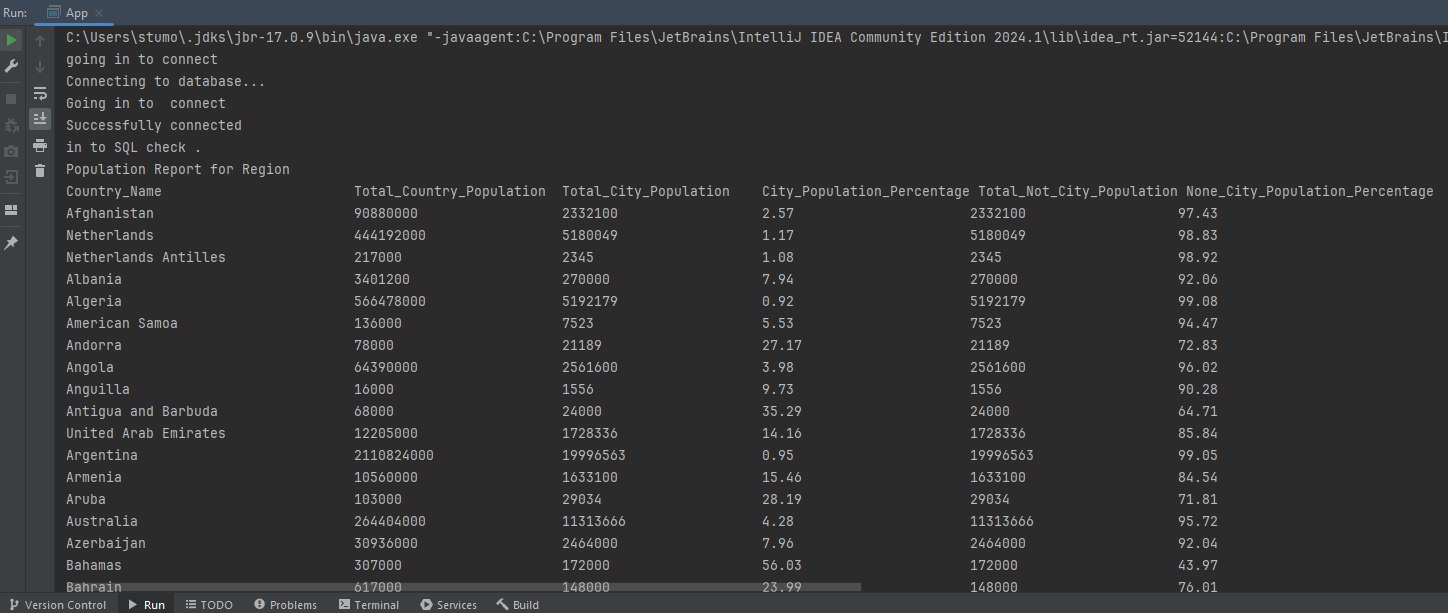 Run: App
C:\Users\stumo\.jdks\jbr-17.0.9\bin\java.exe "-javaagent:C:\Program Files\JetBrains\IntelliJ IDEA Community Edition 2024.1\lib\idea_rt.jar=52144:C:\Program Files\JetBrains\I
going in to connect
Connecting to database...
Going in to  connect
Successfully connected
in to SQL check .
Population Report for Region
Country_Name Total_Country_Population Total_City_Population City_Population_Percentage Total_Not_City_Population None_City_Population_Percentage
Afghanistan 90880000 2332100 2.57 2332100 97.43
Netherlands 444192000 5180049 1.17 5180049 98.83
Netherlands Antilles 217000 2345 1.08 2345 98.92
Albania 3401200 270000 7.94 270000 92.06
Algeria 566478000 5192179 0.92 5192179 99.08
American Samoa 136000 7523 5.53 7523 94.47
Andorra 78000 21189 27.17 21189 72.83
Angola 64390000 2561600 3.98 2561600 96.02
Anguilla 16000 1556 9.73 1556 90.28
Antigua and Barbuda 68000 24000 35.29 24000 64.71
United Arab Emirates 12205000 1728336 14.16 1728336 85.84
Argentina 2110824000 19996563 0.95 19996563 99.05
Armenia 10560000 1633100 15.46 1633100 84.54
Aruba 103000 29034 28.19 29034 71.81
Australia 264404000 11313666 4.28 11313666 95.72
Azerbaijan 30936000 2464000 7.96 2464000 92.04
Bahamas 307000 172000 56.03 172000 43.97
Bahrain 617000 148000 23.99 148000 76.01
Version Control Run TODO Problems Terminal Services Build